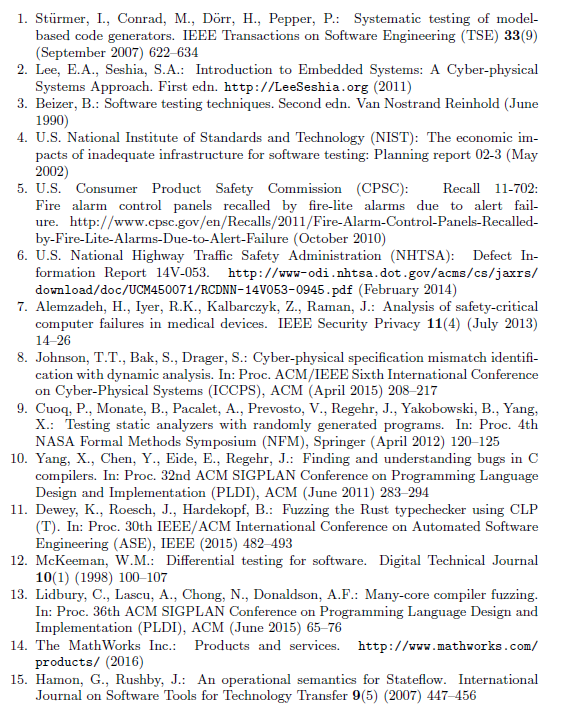 1. Stürmer, I., Conrad, M., Dörr, H., Pepper, P.: Systematic testing of model-
based code generators. IEEE Transactions on Software Engineering (TSE) 33(9)
(September 2007) 622–634
2. Lee, E.A., Seshia, S.A.: Introduction to Embedded Systems: A Cyber-physical
Systems Approach. First edn. http://LeeSeshia.org (2011)
3. Beizer, B.: Software testing techniques. Second edn. Van Nostrand Reinhold (June
1990)
4. U.S. National Institute of Standards and Technology (NIST): The economic im-
pacts of inadequate infrastructure for software testing: Planning report 02-3 (May
2002)
5. U.S. Consumer Product Safety Commission (CPSC): Recall 11-702:
Fire alarm control panels recalled by fire-lite alarms due to alert fail-
ure. http://www.cpsc.gov/en/Recalls/2011/Fire-Alarm-Control-Panels-Recalled-
by-Fire-Lite-Alarms-Due-to-Alert-Failure (October 2010)
6. U.S. National Highway Traffic Safety Administration (NHTSA): Defect In-
formation Report 14V-053. http://www-odi.nhtsa.dot.gov/acms/cs/jaxrs/
download/doc/UCM450071/RCDNN-14V053-0945.pdf (February 2014)
7. Alemzadeh, H., Iyer, R.K., Kalbarczyk, Z., Raman, J.: Analysis of safety-critical
computer failures in medical devices. IEEE Security Privacy 11(4) (July 2013)
14–26
8. Johnson, T.T., Bak, S., Drager, S.: Cyber-physical specification mismatch identifi-
cation with dynamic analysis. In: Proc. ACM/IEEE Sixth International Conference
on Cyber-Physical Systems (ICCPS), ACM (April 2015) 208–217
9. Cuoq, P., Monate, B., Pacalet, A., Prevosto, V., Regehr, J., Yakobowski, B., Yang,
X.: Testing static analyzers with randomly generated programs. In: Proc. 4th
NASA Formal Methods Symposium (NFM), Springer (April 2012) 120–125
10. Yang, X., Chen, Y., Eide, E., Regehr, J.: Finding and understanding bugs in C
compilers. In: Proc. 32nd ACM SIGPLAN Conference on Programming Language
Design and Implementation (PLDI), ACM (June 2011) 283–294
11. Dewey, K., Roesch, J., Hardekopf, B.: Fuzzing the Rust typechecker using CLP
(T). In: Proc. 30th IEEE/ACM International Conference on Automated Software
Engineering (ASE), IEEE (2015) 482–493
12. McKeeman, W.M.: Differential testing for software. Digital Technical Journal
10(1) (1998) 100–107
13. Lidbury, C., Lascu, A., Chong, N., Donaldson, A.F.: Many-core compiler fuzzing.
In: Proc. 36th ACM SIGPLAN Conference on Programming Language Design and
Implementation (PLDI), ACM (June 2015) 65–76
14. The MathWorks Inc.: Products and services. http://www.mathworks.com/
products/ (2016)
15. Hamon, G., Rushby, J.: An operational semantics for Stateflow. International
Journal on Software Tools for Technology Transfer 9(5) (2007) 447–456